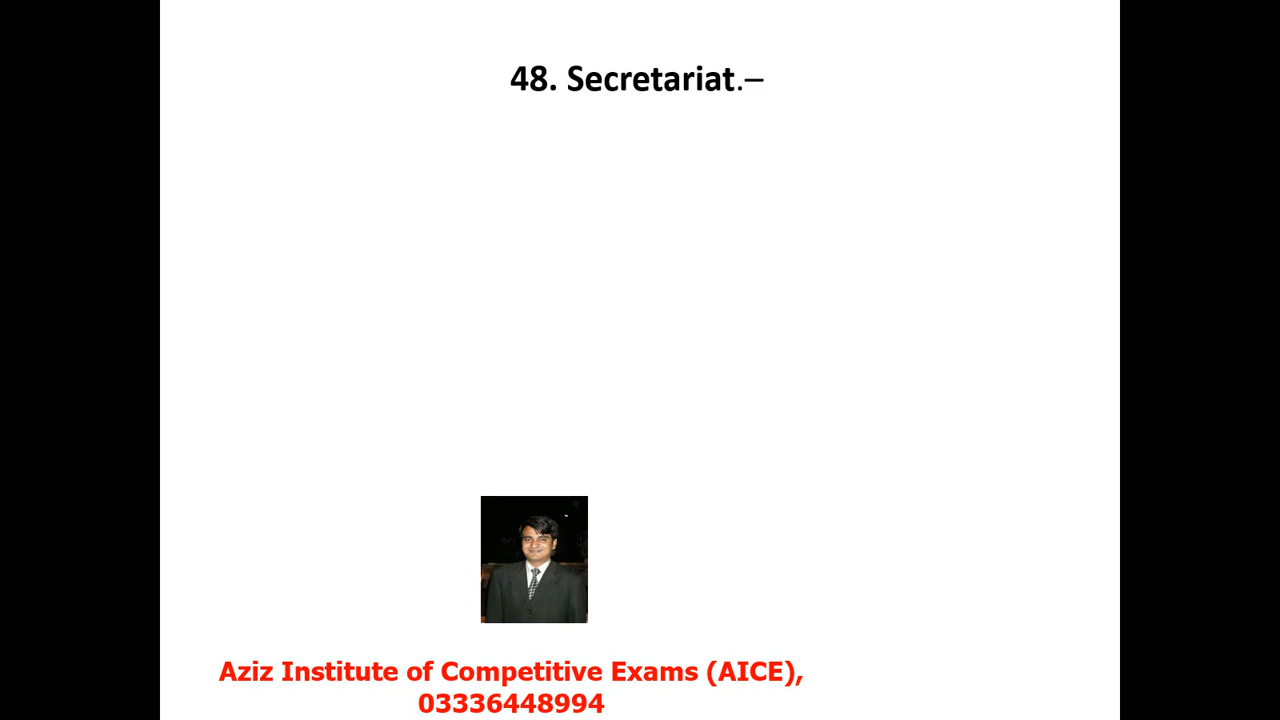 48. Secretariat.–
Aziz Institute of Competitive Exams (AICE),
03336448994